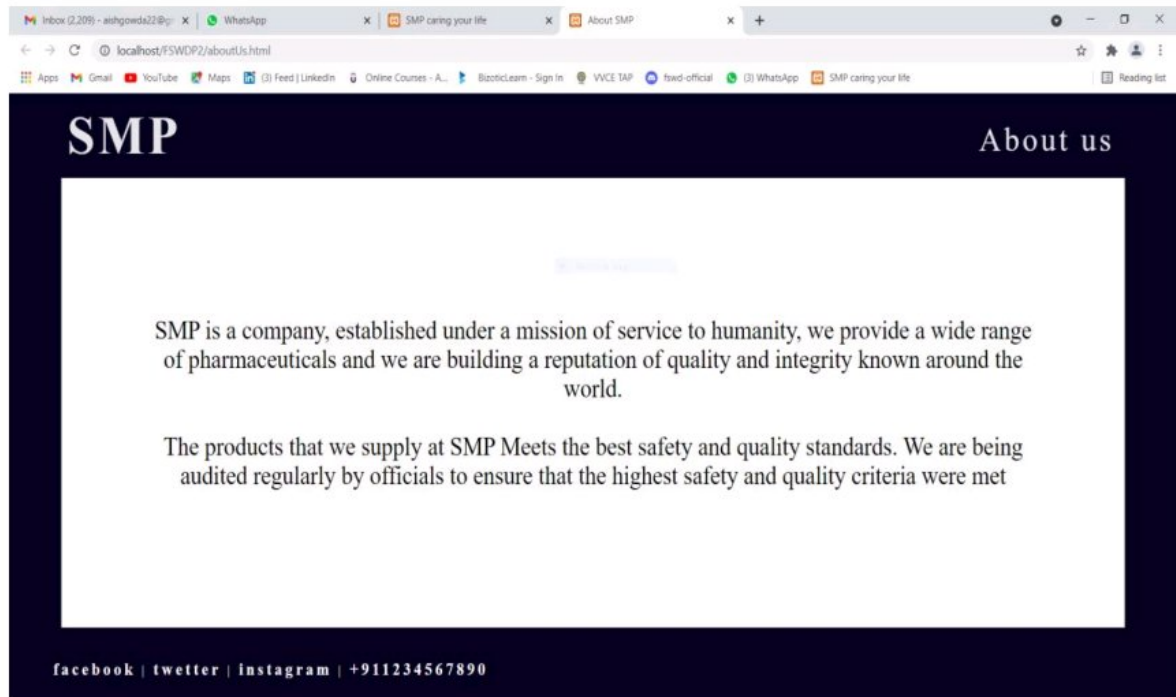 Inbox (2,209) - aishgowda22@gm
WhatsApp
SMP caring your life
About SMP
localhost/FSWDP2/aboutUs.html
Apps
Gmail
YouTube
Maps
(3) Feed | LinkedIn
Online Courses - A...
BizoticLearn - Sign In
VVCE TAP
fswd-official
(3) WhatsApp
SMP caring your life
Reading list
SMP
About us
SMP is a company, established under a mission of service to humanity, we provide a wide range
of pharmaceuticals and we are building a reputation of quality and integrity known around the
world.
The products that we supply at SMP Meets the best safety and quality standards. We are being
audited regularly by officials to ensure that the highest safety and quality criteria were met
facebook | twetter | instagram | +911234567890